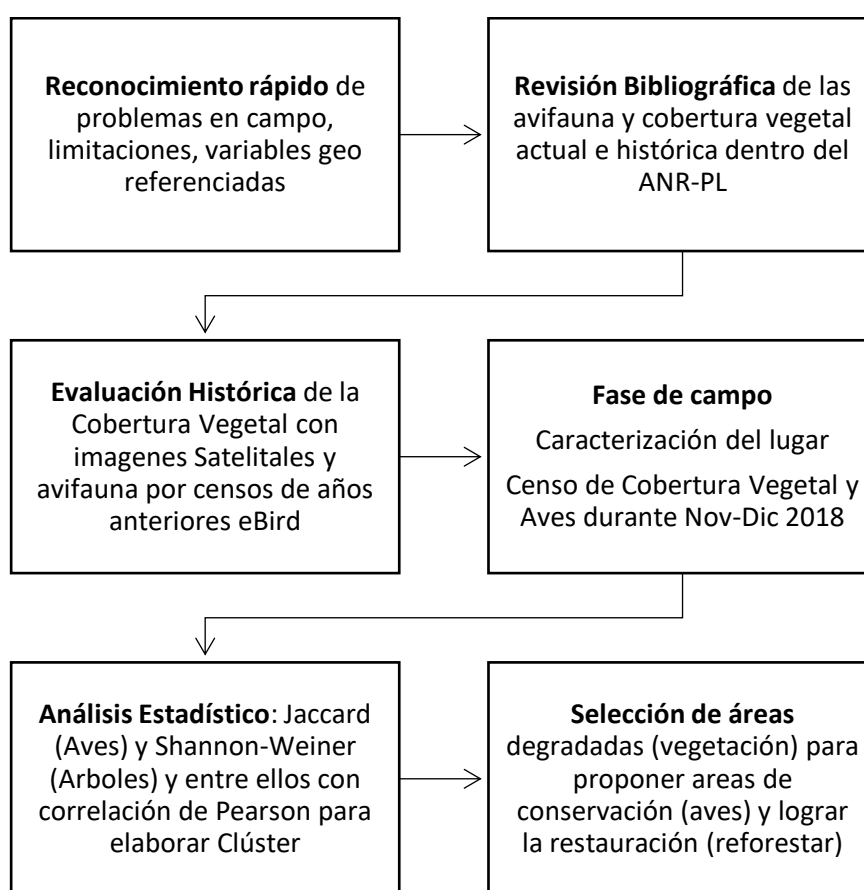 Reconocimiento rápido de
problemas en campo,
limitaciones, variables geo
referenciadas
Revisión Bibliográfica de las
avifauna y cobertura vegetal
actual e histórica dentro del
ANR-PL
Evaluación Histórica de la
Cobertura Vegetal con
imagenes Satelitales y
avifauna por censos de años
anteriores eBird
Fase de campo
Caracterización del lugar
Censo de Cobertura Vegetal y
Aves durante Nov-Dic 2018
Análisis Estadístico: Jaccard
(Aves) y Shannon-Weiner
(Arboles) y entre ellos con
correlación de Pearson para
elaborar Clúster
Selección de áreas
degradadas (vegetación) para
proponer areas de
conservación (aves) y lograr
la restauración (reforestar)